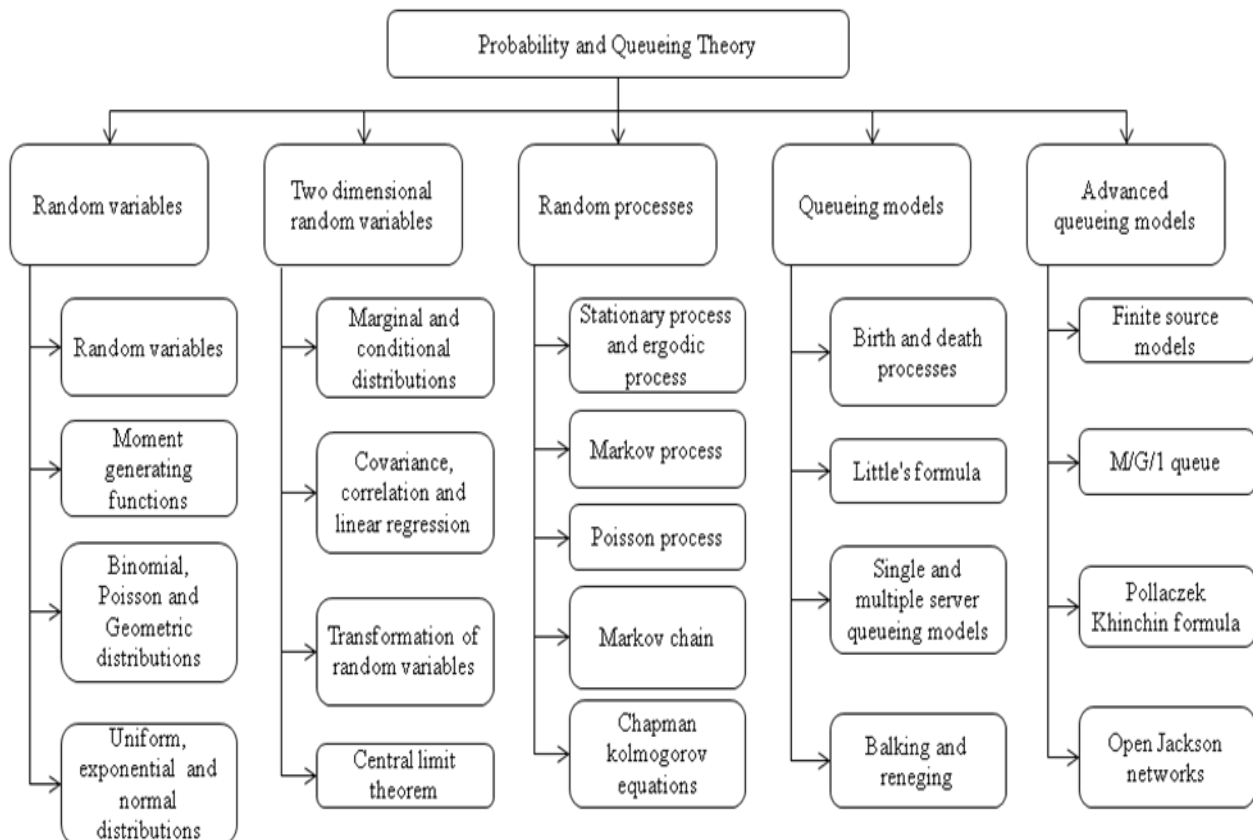 Probability and Queueing Theory
Random variables
Two dimensional
random variables
Random processes
Queueing models
Advanced
queueing models
Random variables
Moment
generating
functions
Binomial,
Poisson and
Geometric
distributions
Uniform,
exponential and
normal
distributions
Marginal and
conditional
distributions
Covariance,
correlation and
linear regression
Transformation of
random variables
Central limit
theorem
Stationary process
and ergodic
process
Markov process
Poisson process
Markov chain
Chapman
kolmogorov
equations
Birth and death
processes
Little's formula
Single and
multiple server
queueing models
Balking and
reneging
Finite source
models
M/G/1 queue
Pollaczek
Khinchin formula
Open Jackson
networks